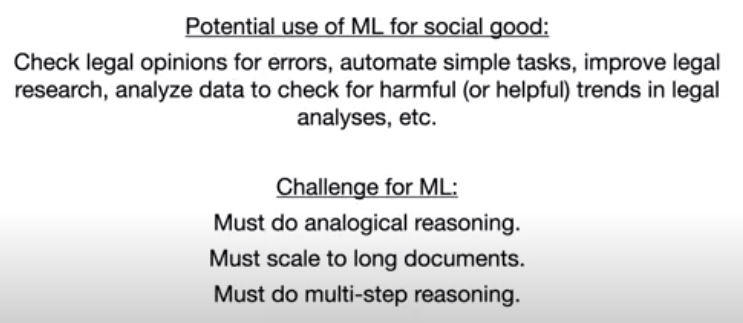 Potential use of ML for social good:
Check legal opinions for errors, automate simple tasks, improve legal
research, analyze data to check for harmful (or helpful) trends in legal
analyses, etc.
Challenge for ML:
Must do analogical reasoning.
Must scale to long documents.
Must do multi-step reasoning.